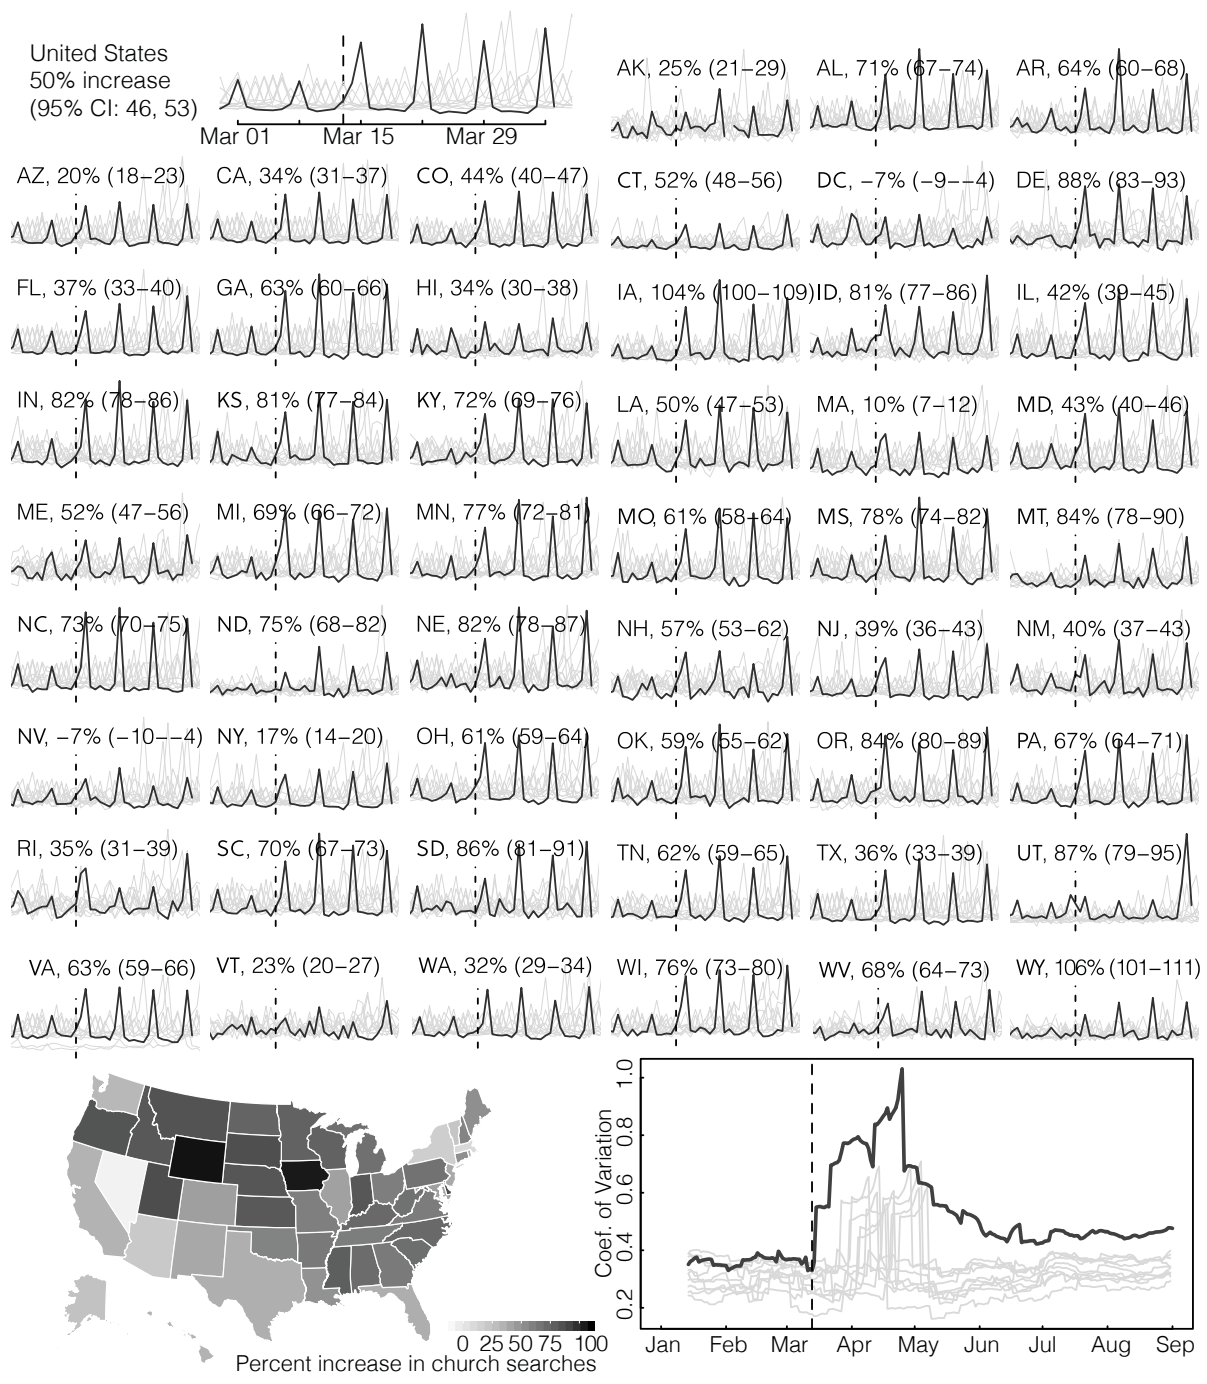 United States
50% increase
(95% CI: 46, 53)
Mar 01 Mar 15 Mar 29
AK, 25% (21–29) AL, 71% (67–74) AR, 64% (60–68)
AZ, 20% (18–23) CA, 34% (31–37) CO, 44% (40–47) CT, 52% (48–56) DC, –7% (–9––4) DE, 88% (83–93)
FL, 37% (33–40) GA, 63% (60–66) HI, 34% (30–38) IA, 104% (100–109) ID, 81% (77–86) IL, 42% (39–45)
IN, 82% (78–86) KS, 81% (77–84) KY, 72% (69–76) LA, 50% (47–53) MA, 10% (7–12) MD, 43% (40–46)
ME, 52% (47–56) MI, 69% (66–72) MN, 77% (72–81) MO, 61% (58–64) MS, 78% (74–82) MT, 84% (78–90)
NC, 73% (70–75) ND, 75% (68–82) NE, 82% (78–87) NH, 57% (53–62) NJ, 39% (36–43) NM, 40% (37–43)
NV, –7% (–10––4) NY, 17% (14–20) OH, 61% (59–64) OK, 59% (55–62) OR, 84% (80–89) PA, 67% (64–71)
RI, 35% (31–39) SC, 70% (67–73) SD, 86% (81–91) TN, 62% (59–65) TX, 36% (33–39) UT, 87% (79–95)
VA, 63% (59–66) VT, 23% (20–27) WA, 32% (29–34) WI, 76% (73–80) WV, 68% (64–73) WY, 106% (101–111)
0 25 50 75 100
Percent increase in church searches
Coef. of Variation
1.0
0.8
0.6
0.4
0.2
Jan Feb Mar Apr May Jun Jul Aug Sep